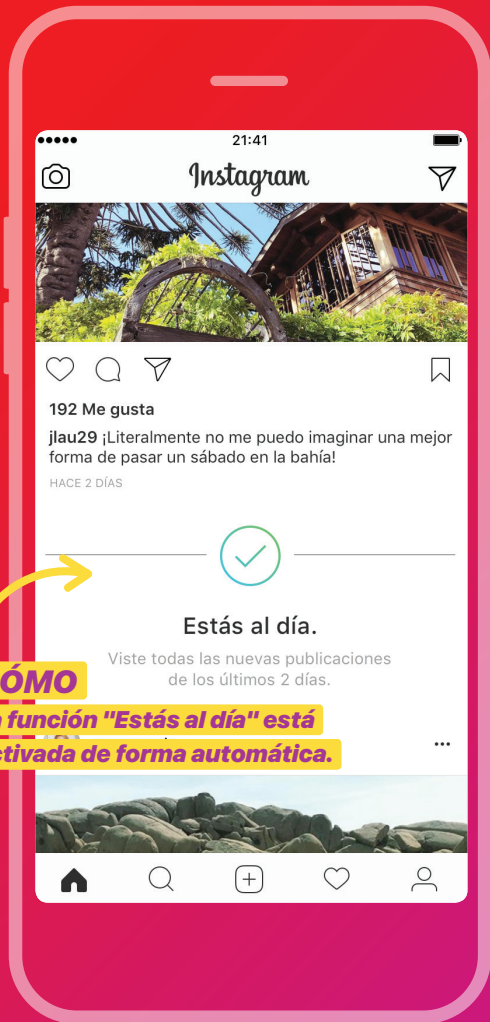 21:41
Instagram
192 Me gusta
jlau29 ¡Literalmente no me puedo imaginar una mejor
forma de pasar un sábado en la bahía!
HACE 2 DÍAS
Estás al día.
Viste todas las nuevas publicaciones
de los últimos 2 días.
ÓMO
función "Estás al día" está
ctivada de forma automática.